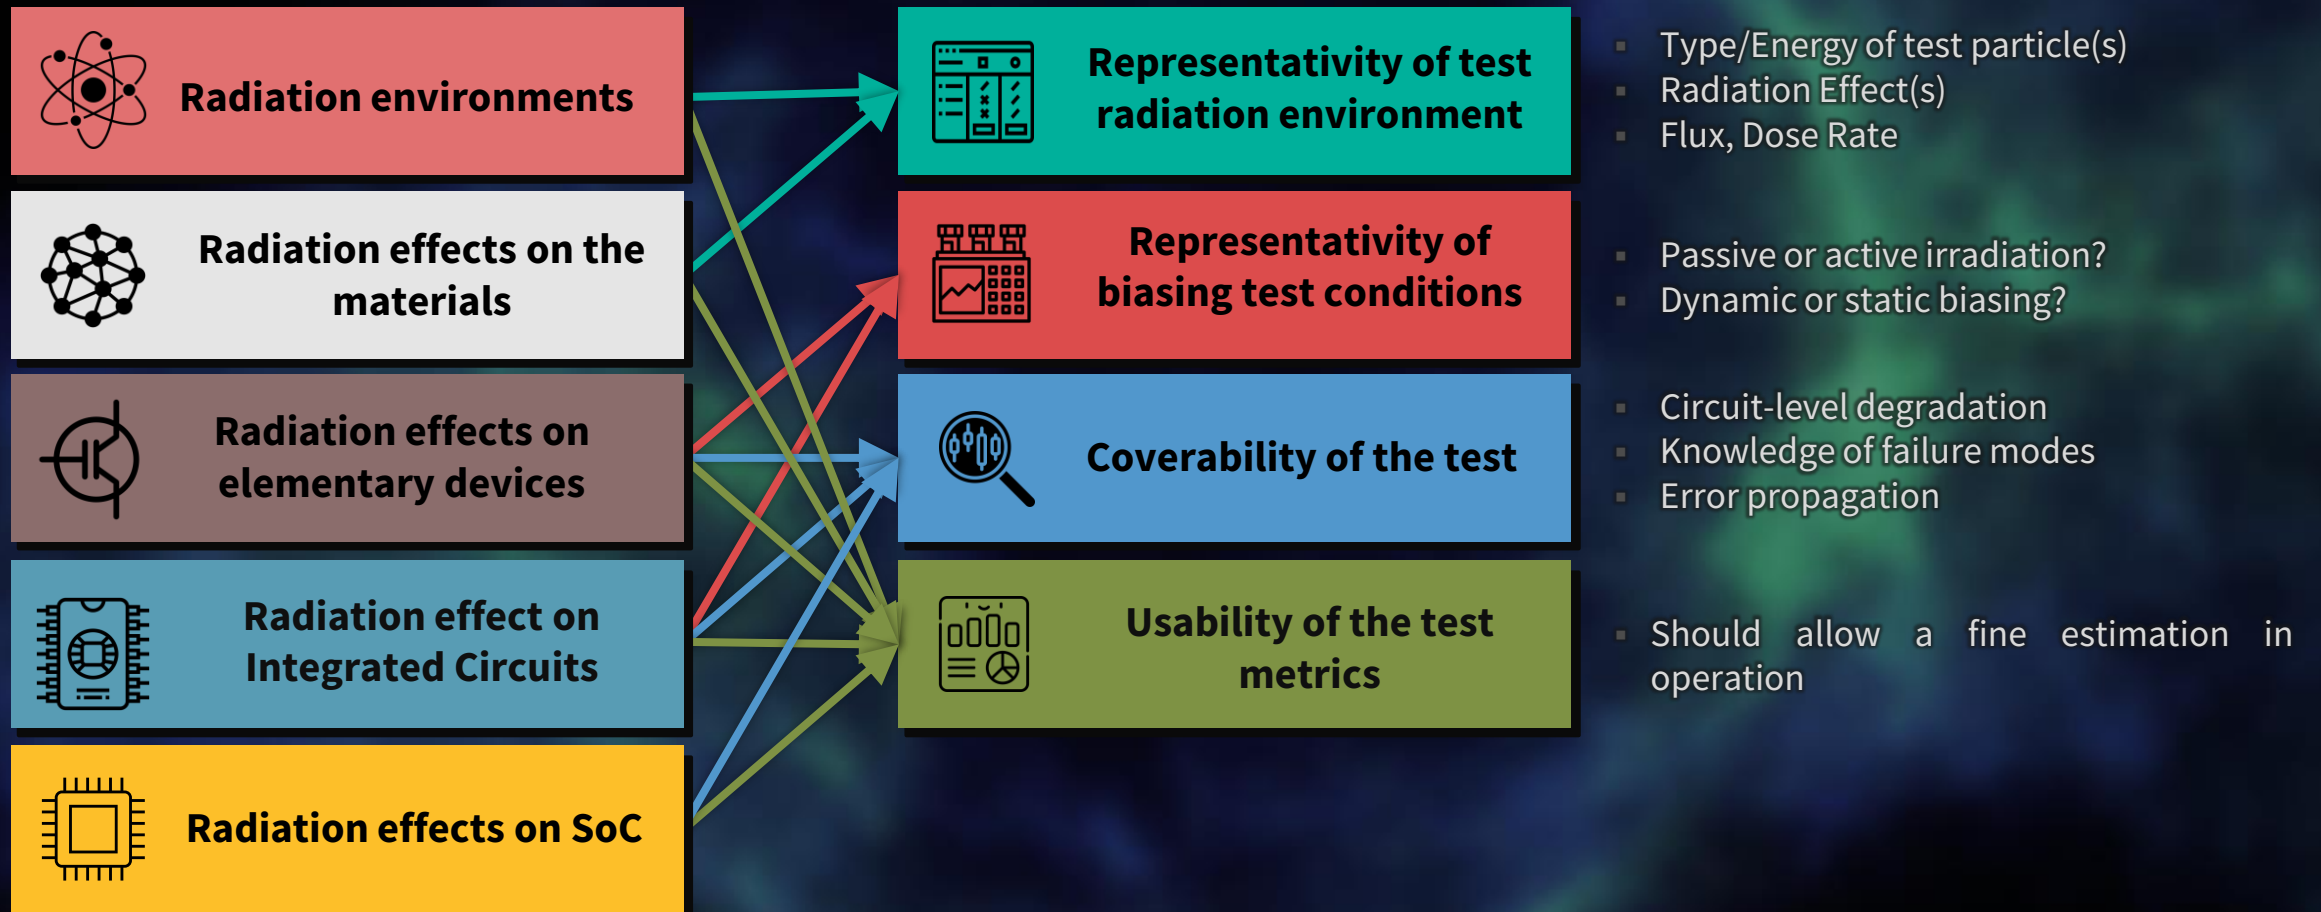 Radiation environments
Radiation effects on the
materials
Radiation effects on
elementary devices
Radiation effect on
Integrated Circuits
Radiation effects on SoC
Representativity of test
radiation environment
Representativity of
biasing test conditions
Coverability of the test
Usability of the test
metrics
▪ Type/Energy of test particle(s)
▪ Radiation Effect(s)
▪ Flux, Dose Rate
▪ Passive or active irradiation?
▪ Dynamic or static biasing?
▪ Circuit-level degradation
▪ Knowledge of failure modes
▪ Error propagation
▪ Should allow a fine estimation in
operation